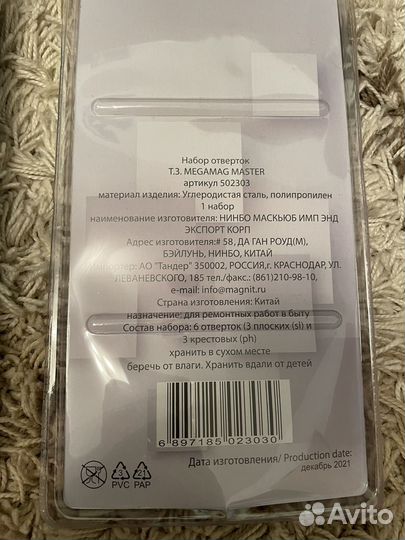 Набор отверток
Т.З. MEGAMAG MASTER
артикул 502303
материал изделия: Углеродистая сталь, полипропилен
1 набор
наименование изготовителя: НИНБО МАСКЬЮБ ИМП ЭНД
ЭКСПОРТ КОРП
Адрес изготовителя:# 58, ДА ГАН РОУД(М),
БЭЙЛУНЬ, НИНБО, КИТАЙ
Импортер: АО "Тандер" 350002, РОССИЯ,г. КРАСНОДАР, УЛ.
ЛЕВАНЕВСКОГО, 185 тел./факс.: (861)210-98-10,
e-mail: info@magnit.ru
Страна изготовления: Китай
назначение: для ремонтных работ в быту
Состав набора: 6 отверток (3 плоских (sl) и
3 крестовых (ph)
хранить в сухом месте
беречь от влаги. Хранить вдали от детей
6 897185 023030
Дата изготовления/ Production date:
декабрь 2021
3 21
PVC PAP
Avito